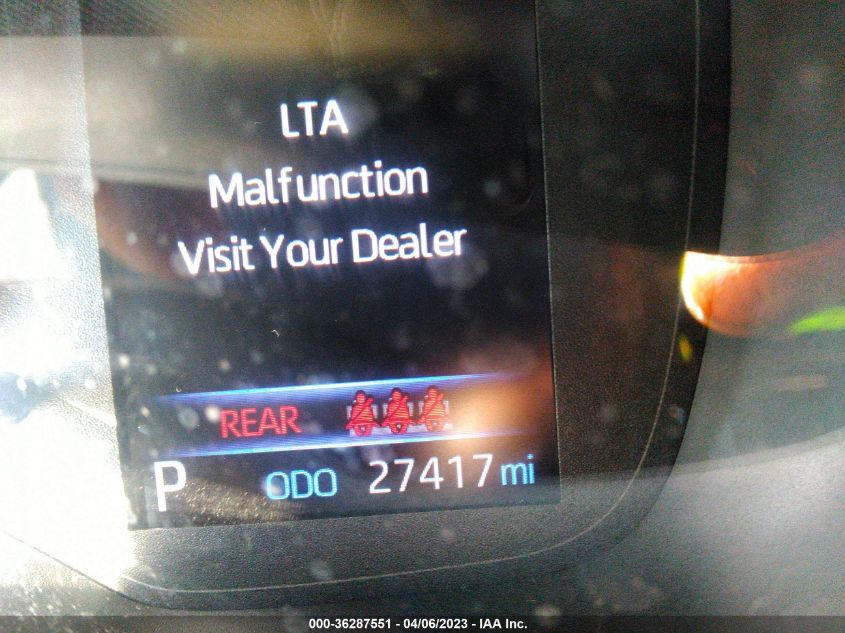 LTA
Malfunction
Visit Your Dealer
REAR
P ODO 27417 mi
000-36287551 - 04/06/2023 - IAA Inc.